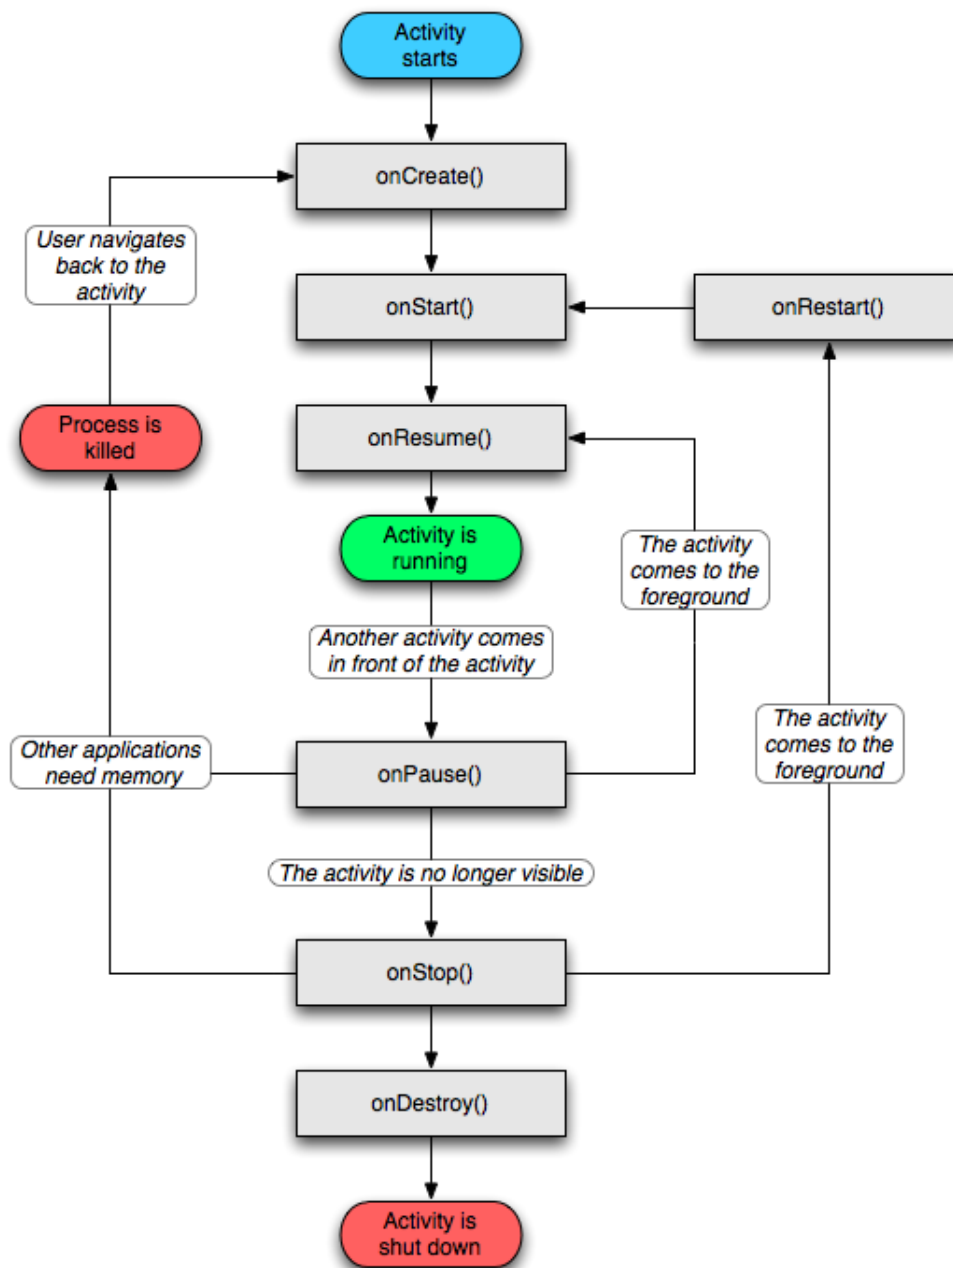 Activity
starts
onCreate()
User navigates
back to the
activity
onStart()
onRestart()
Process is
killed
onResume()
Activity is
running
The activity
comes to the
foreground
Another activity comes
in front of the activity
The activity
comes to the
foreground
Other applications
need memory
onPause()
The activity is no longer visible
onStop()
onDestroy()
Activity is
shut down